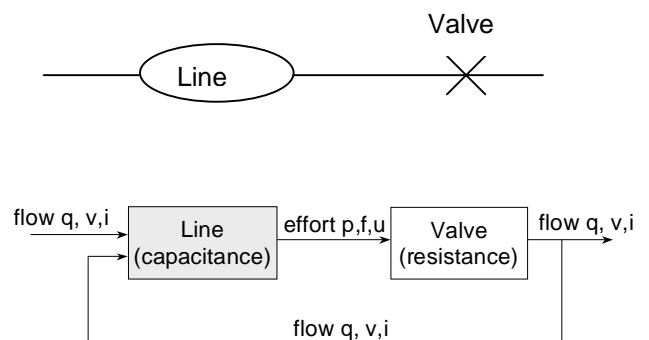 Valve
Line
flow q, v,i
Line
(capacitance)
effort p,f,u
Valve
(resistance)
flow q, v,i
flow q, v,i